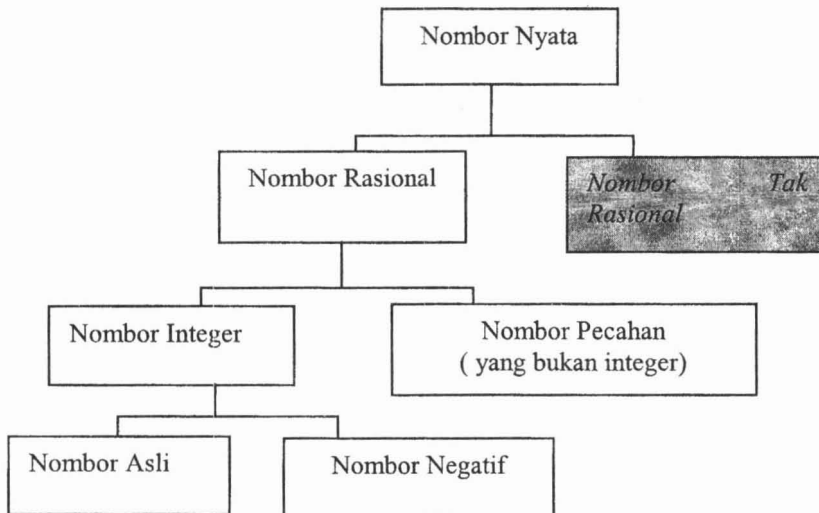 Nombor Nyata
Nombor Rasional
Nombor Tak
Rasional
Nombor Integer
Nombor Pecahan
( yang bukan integer)
Nombor Asli
Nombor Negatif